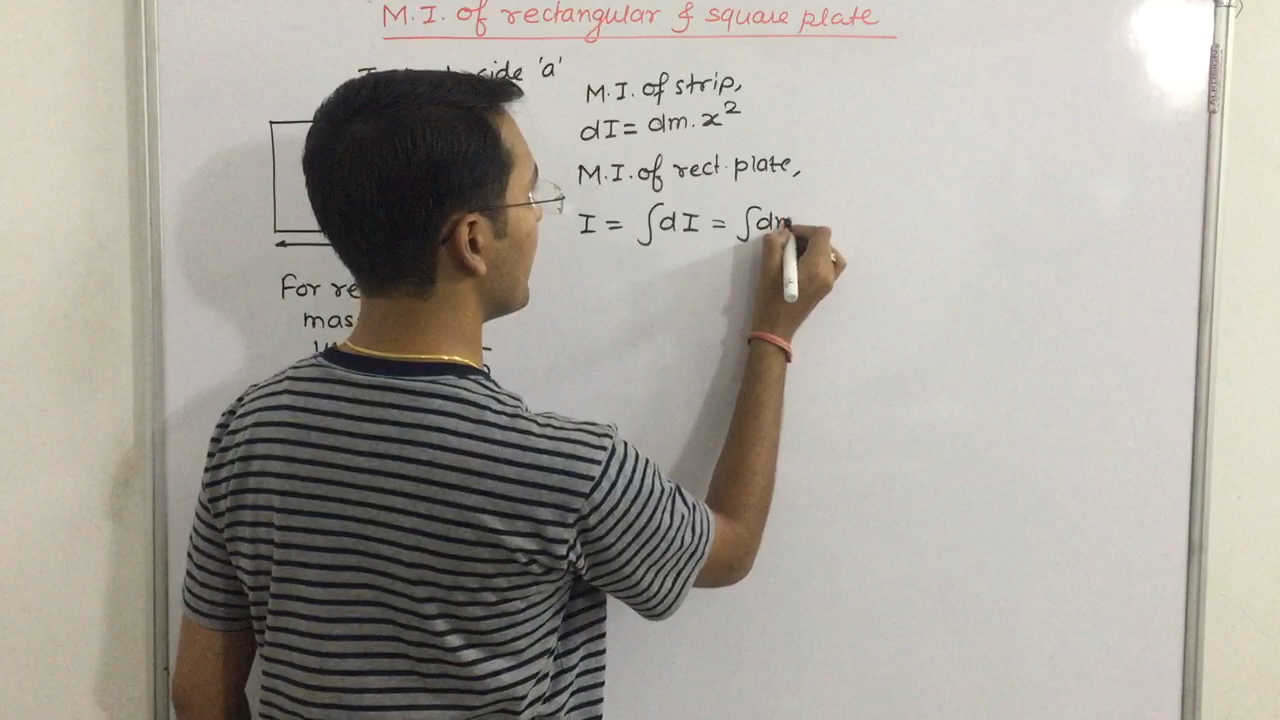 M.I. of rectangular & square plate
side 'a'
M.I. of strip,
dI = dm. x²
M.I. of rect. plate,
I = ∫dI = ∫dm
For re
mas